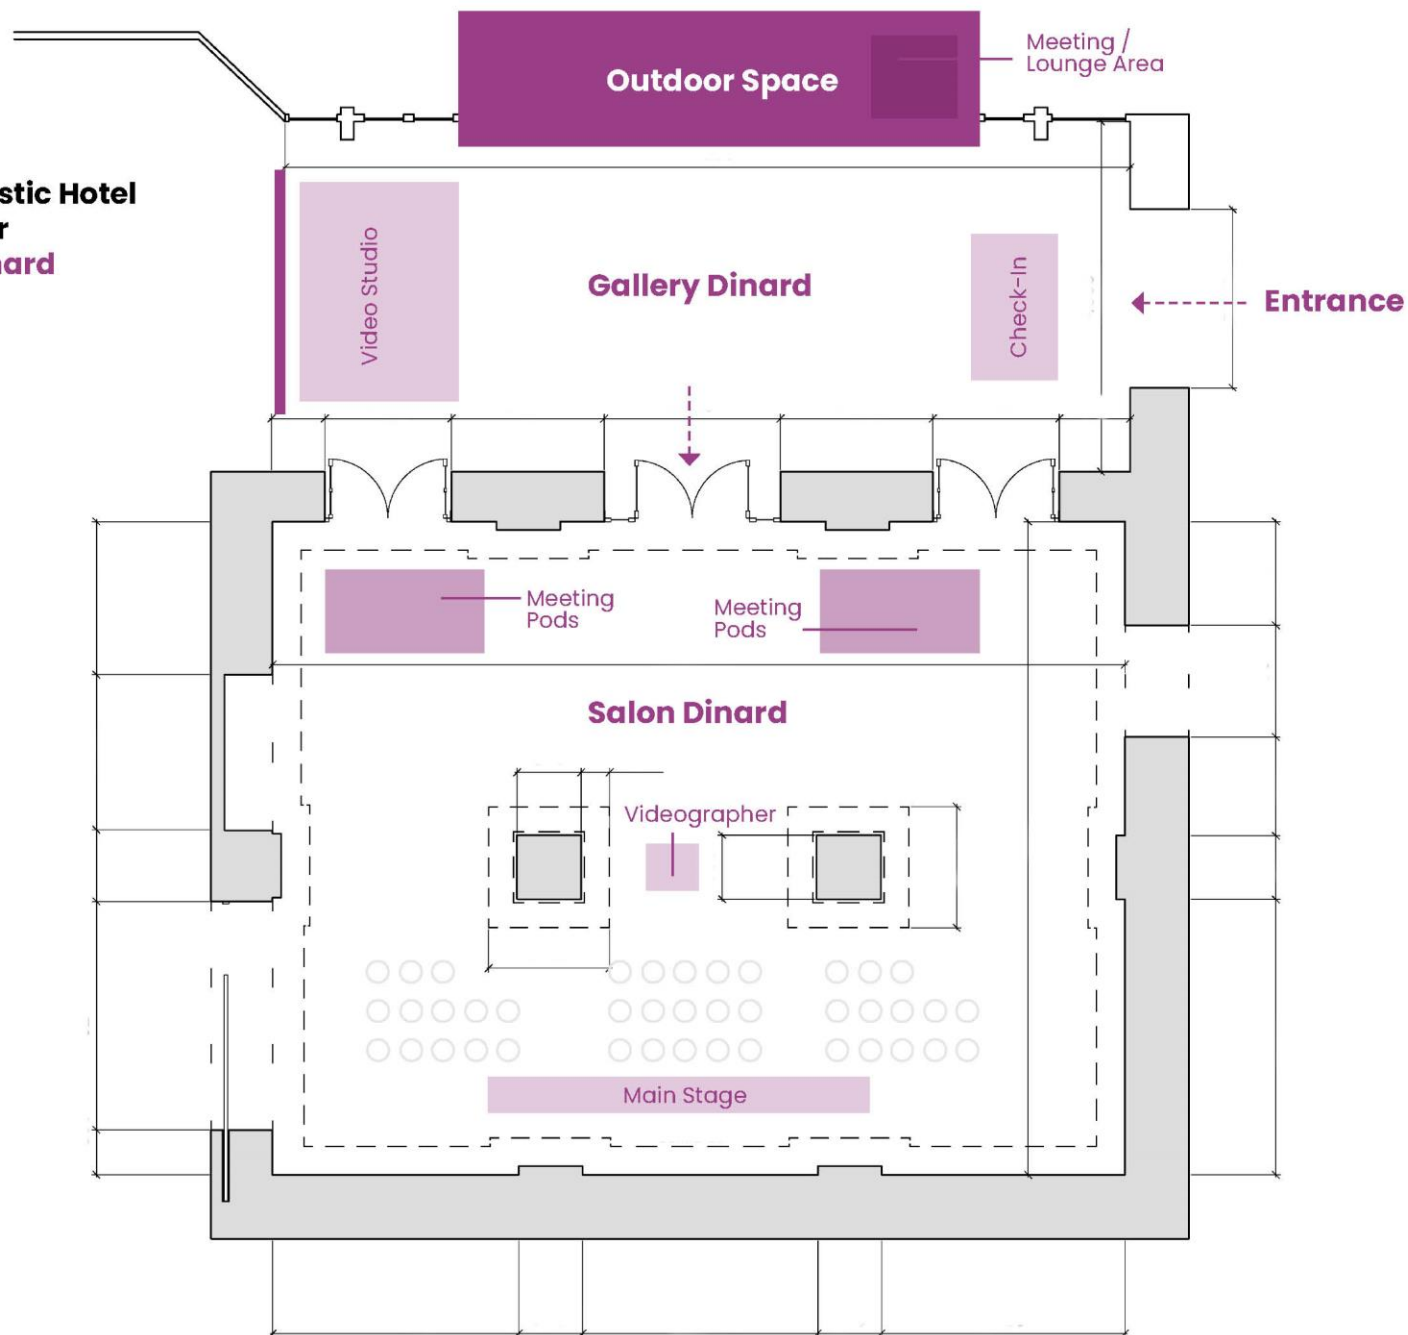 Outdoor Space
Meeting /
Lounge Area
stic Hotel
r
ard
Video Studio
Gallery Dinard
Check-In
Entrance
Meeting
Pods
Meeting
Pods
Salon Dinard
Videographer
Main Stage